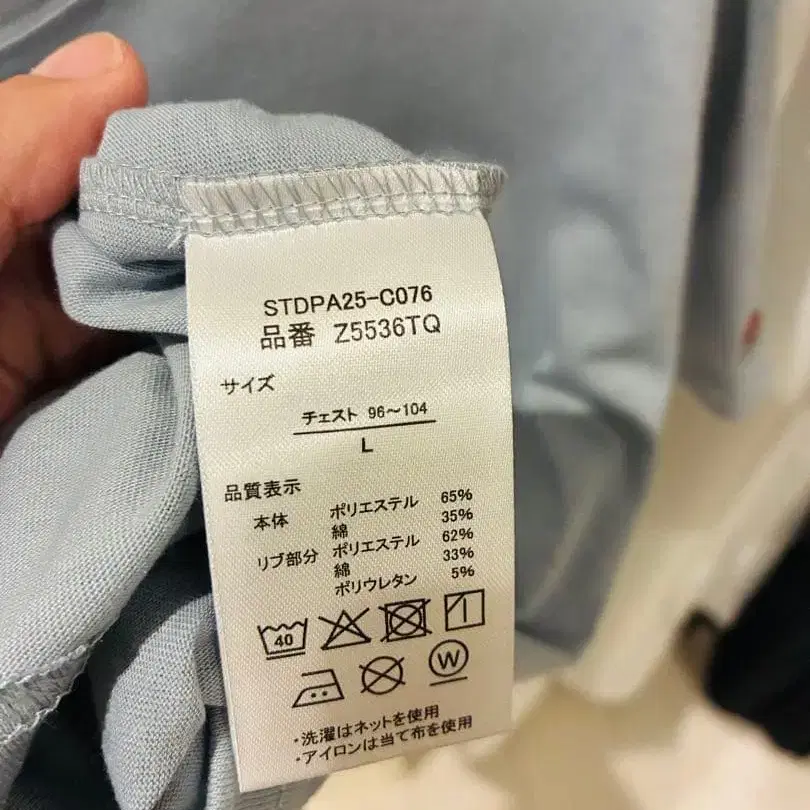 STDPA25-C076
品番 Z5536TQ
サイズ
チェスト 96～104
L
品質表示
本体 ポリエステル 65%
綿 35%
リブ部分 ポリエステル 62%
綿 33%
ポリウレタン 5%
40
W
・洗濯はネットを使用
・アイロンは当て布を使用